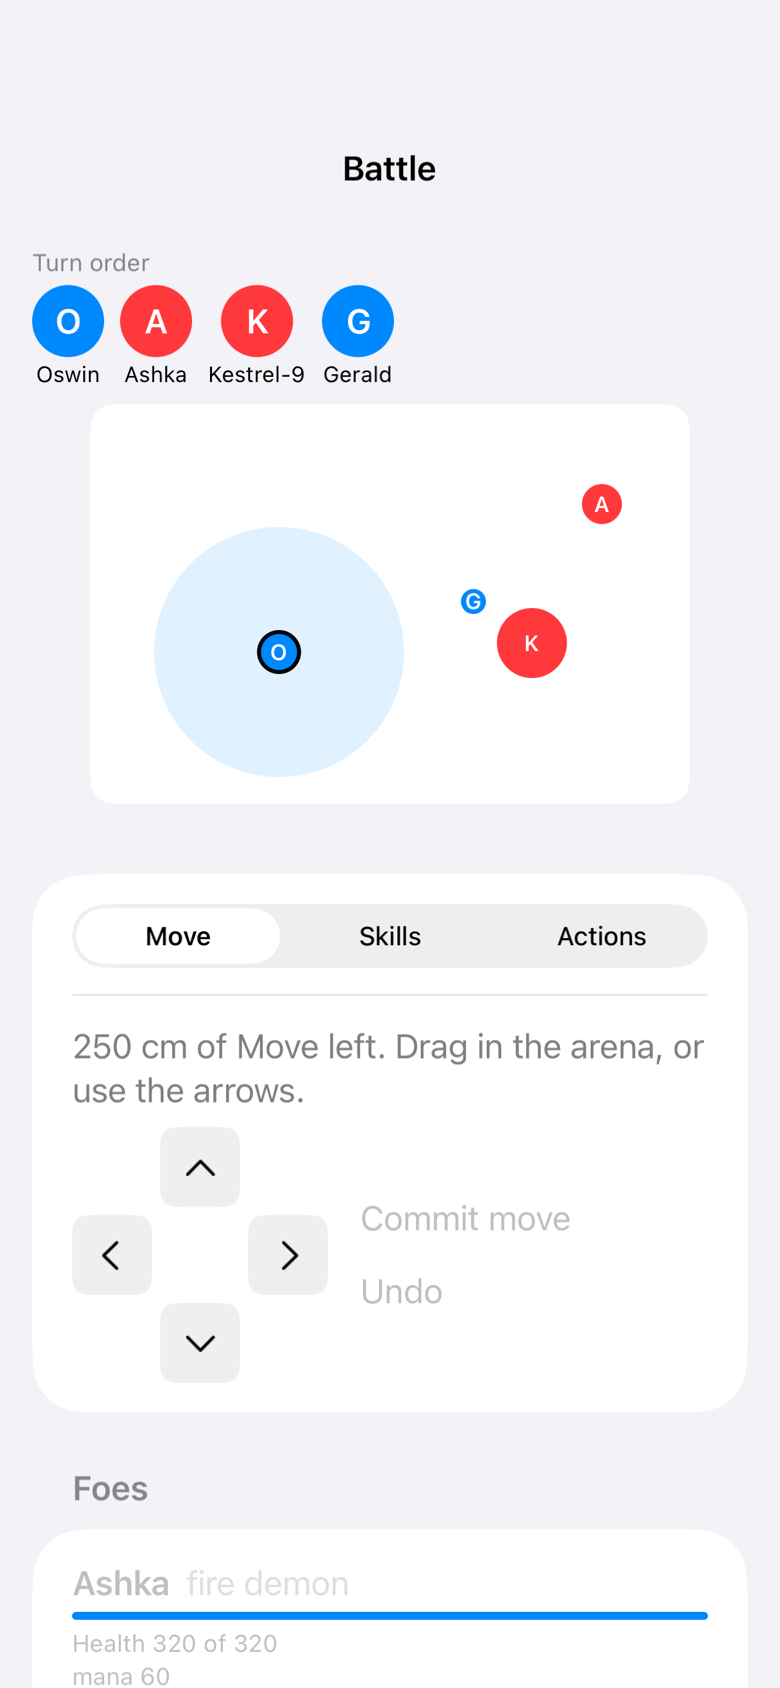 Battle
Turn order
O A K G
Oswin Ashka Kestrel-9 Gerald
A
G
K
O
Move Skills Actions
250 cm of Move left. Drag in the arena, or
use the arrows.
Commit move
Undo
Foes
Ashka fire demon
Health 320 of 320
mana 60